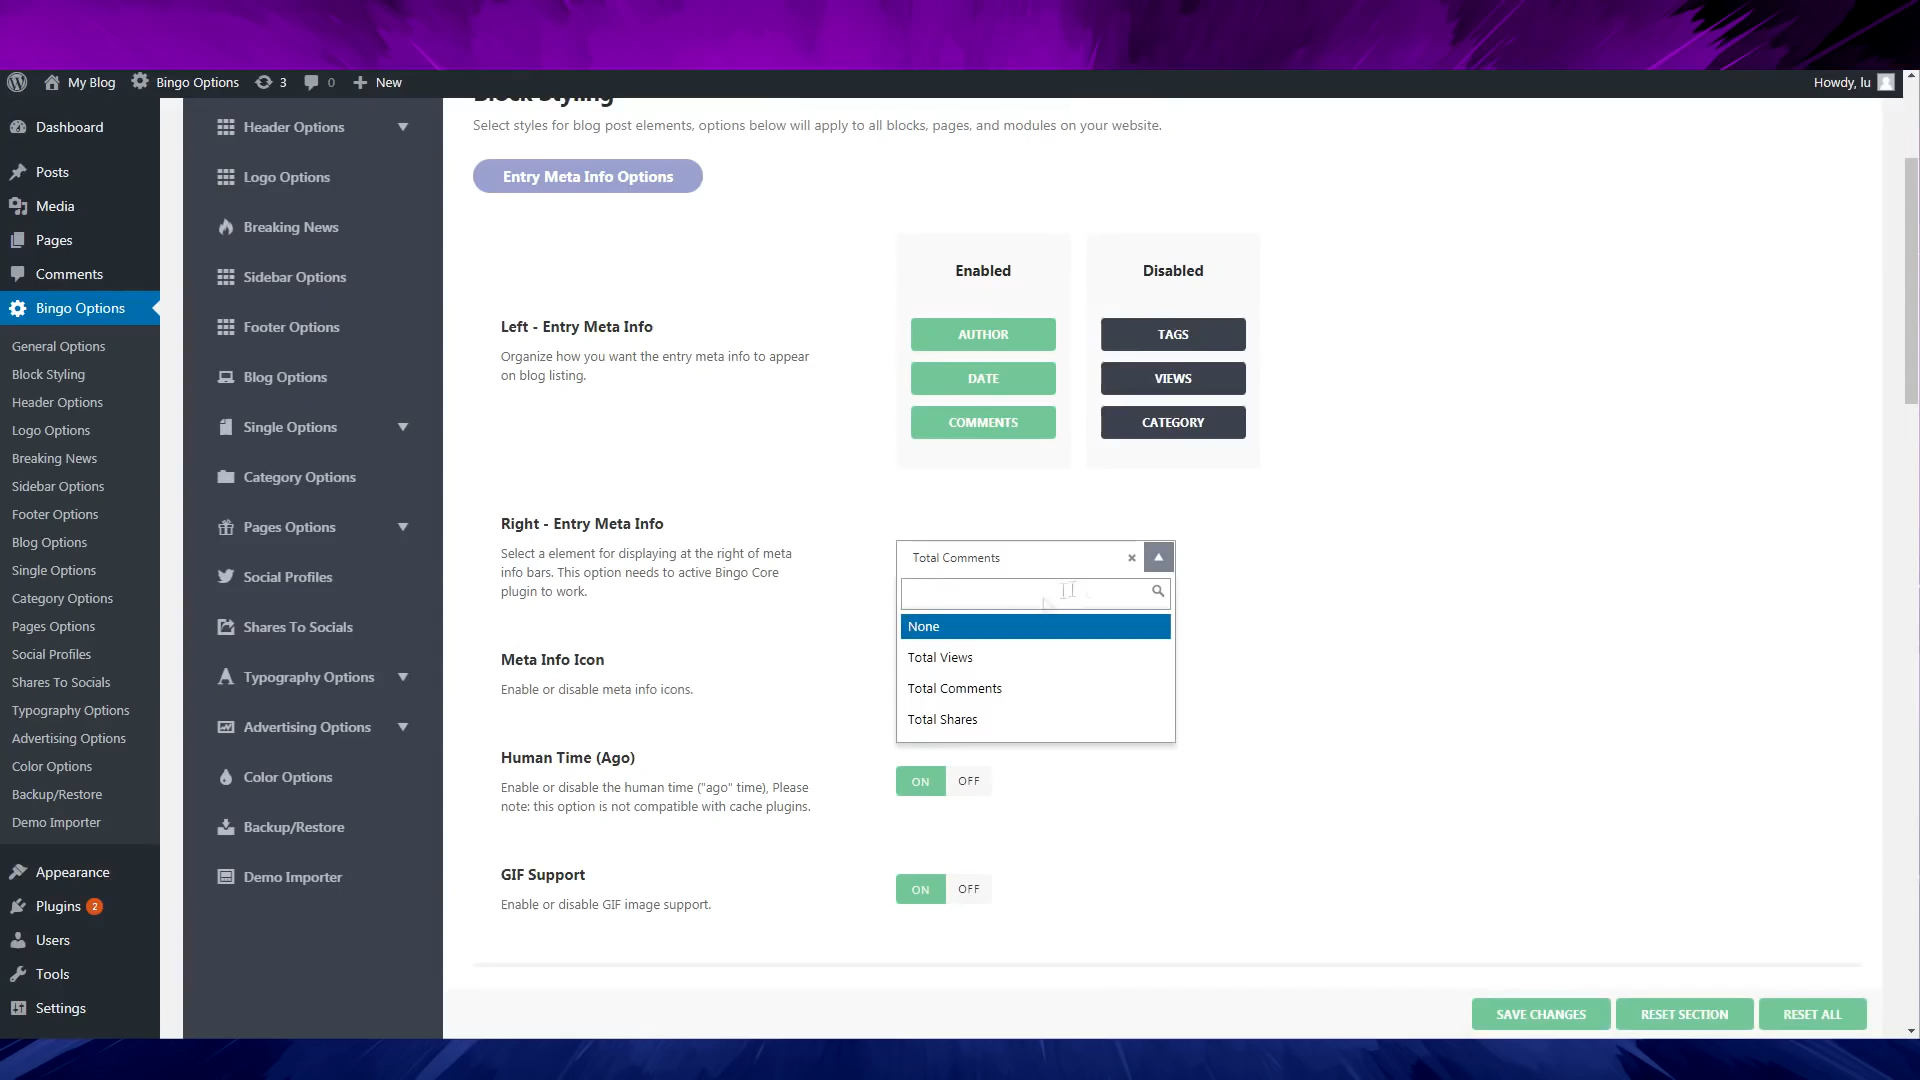 My Blog
Bingo Options
3
0
New
Howdy, lu
Dashboard
Posts
Media
Pages
Comments
Bingo Options
General Options
Block Styling
Header Options
Logo Options
Breaking News
Sidebar Options
Footer Options
Blog Options
Single Options
Category Options
Pages Options
Social Profiles
Shares To Socials
Typography Options
Advertising Options
Color Options
Backup/Restore
Demo Importer
Appearance
Plugins 2
Users
Tools
Settings
Header Options
Logo Options
Breaking News
Sidebar Options
Footer Options
Blog Options
Single Options
Category Options
Pages Options
Social Profiles
Shares To Socials
Typography Options
Advertising Options
Color Options
Backup/Restore
Demo Importer
Block Styling
Select styles for blog post elements, options below will apply to all blocks, pages, and modules on your website.
Entry Meta Info Options
Left - Entry Meta Info
Organize how you want the entry meta info to appear
on blog listing.
Enabled
AUTHOR
DATE
COMMENTS
Disabled
TAGS
VIEWS
CATEGORY
Right - Entry Meta Info
Select a element for displaying at the right of meta
info bars. This option needs to active Bingo Core
plugin to work.
Total Comments
None
Total Views
Total Comments
Total Shares
Meta Info Icon
Enable or disable meta info icons.
Human Time (Ago)
Enable or disable the human time ("ago" time), Please
note: this option is not compatible with cache plugins.
ON OFF
GIF Support
Enable or disable GIF image support.
ON OFF
SAVE CHANGES
RESET SECTION
RESET ALL